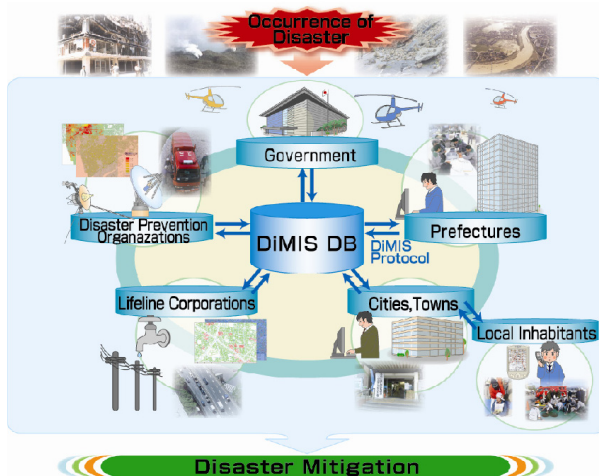 Occurrence of
Disaster
Government
Disaster Prevention
Organazations
DiMIS DB
DiMIS
Protocol
Prefectures
Lifeline Corporations
Cities,Towns
Local Inhabitants
Disaster Mitigation